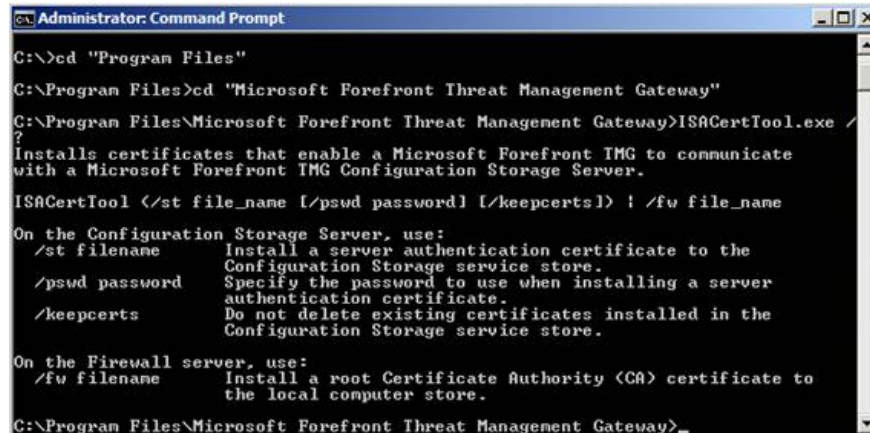 Administrator: Command Prompt
C:\>cd "Program Files"
C:\Program Files>cd "Microsoft Forefront Threat Management Gateway"
C:\Program Files\Microsoft Forefront Threat Management Gateway>ISACertTool.exe /
?
Installs certificates that enable a Microsoft Forefront TMG to communicate
with a Microsoft Forefront TMG Configuration Storage Server.
ISACertTool (/st file_name [/pswd password] [/keepcerts]) | /fw file_name
On the Configuration Storage Server, use:
/st filename Install a server authentication certificate to the
Configuration Storage service store.
/pswd password Specify the password to use when installing a server
authentication certificate.
/keepcerts Do not delete existing certificates installed in the
Configuration Storage service store.
On the Firewall server, use:
/fw filename Install a root Certificate Authority (CA) certificate to
the local computer store.
C:\Program Files\Microsoft Forefront Threat Management Gateway>_